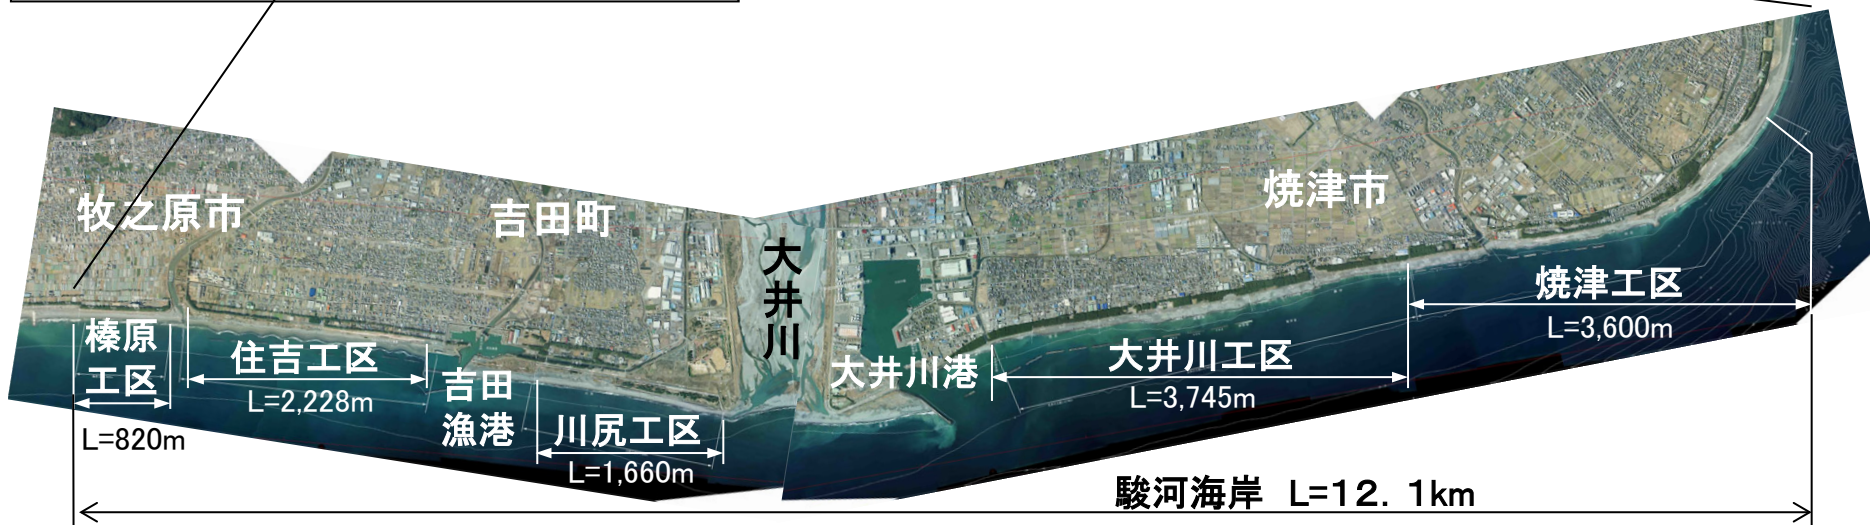 牧之原市
吉田町
大井川
焼津市
榛原
工区
L=820m
住吉工区
L=2,228m
吉田
漁港
川尻工区
L=1,660m
大井川港
大井川工区
L=3,745m
焼津工区
L=3,600m
駿河海岸 L=12.1km